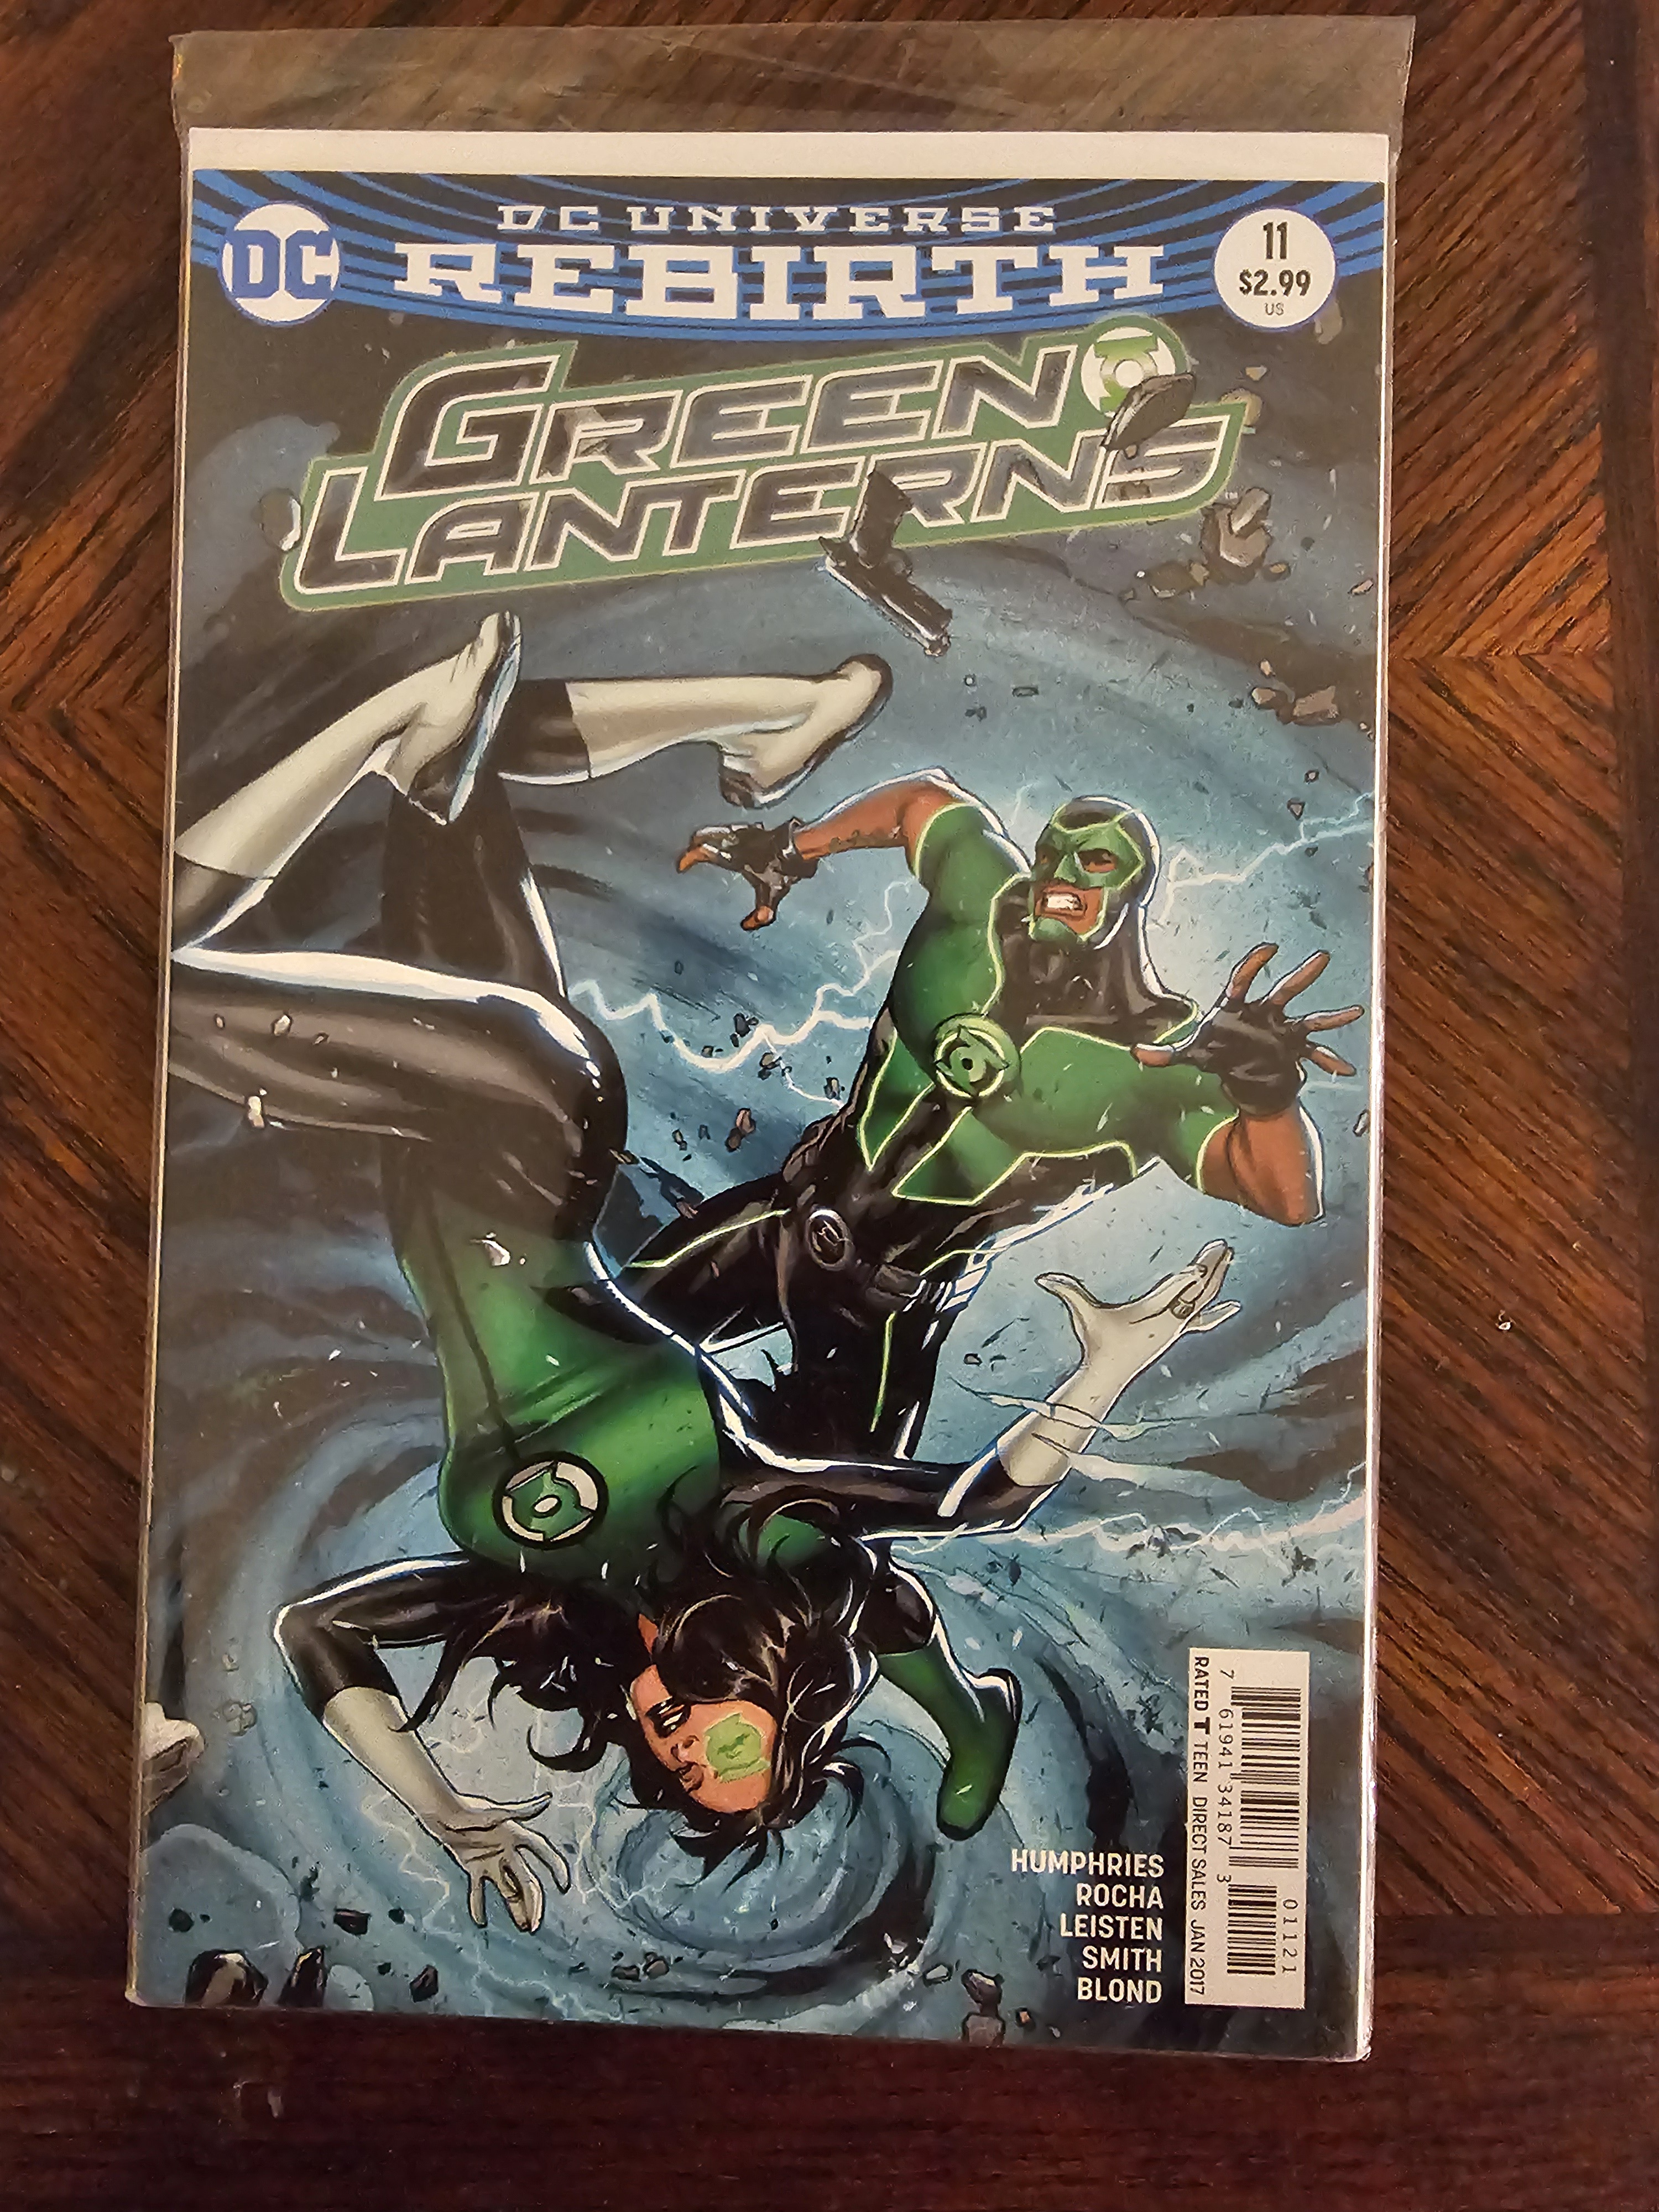 DC
DC UNIVERSE
REBIRTH
11
$2.99
US
GREEN
LANTERNS
HUMPHRIES
ROCHA
LEISTEN
SMITH
BLOND
RATED T TEEN DIRECT SALES JAN 2017
7 61941 34187 3
01121